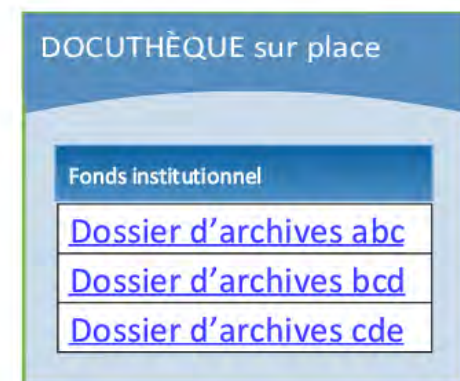 DOCUTHÈQUE sur place
Fonds institutionnel
Dossier d’archives abc
Dossier d’archives bcd
Dossier d’archives cde